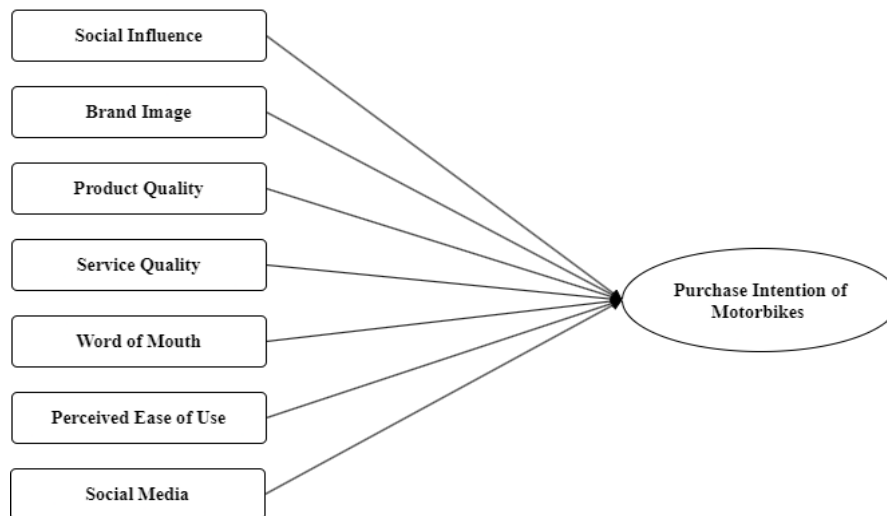 Social Influence
Brand Image
Product Quality
Service Quality
Word of Mouth
Perceived Ease of Use
Social Media
Purchase Intention of
Motorbikes